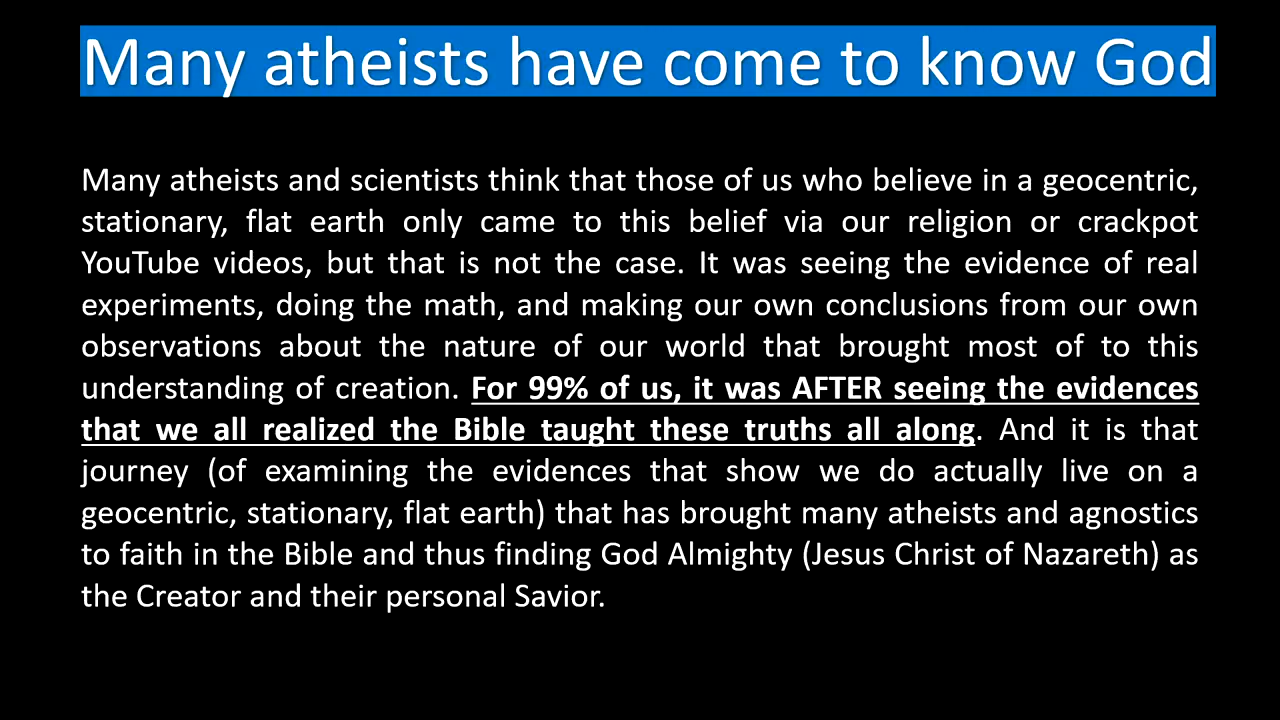 Many atheists have come to know God
Many atheists and scientists think that those of us who believe in a geocentric,
stationary, flat earth only came to this belief via our religion or crackpot
YouTube videos, but that is not the case. It was seeing the evidence of real
experiments, doing the math, and making our own conclusions from our own
observations about the nature of our world that brought most of to this
understanding of creation. For 99% of us, it was AFTER seeing the evidences
that we all realized the Bible taught these truths all along. And it is that
journey (of examining the evidences that show we do actually live on a
geocentric, stationary, flat earth) that has brought many atheists and agnostics
to faith in the Bible and thus finding God Almighty (Jesus Christ of Nazareth) as
the Creator and their personal Savior.